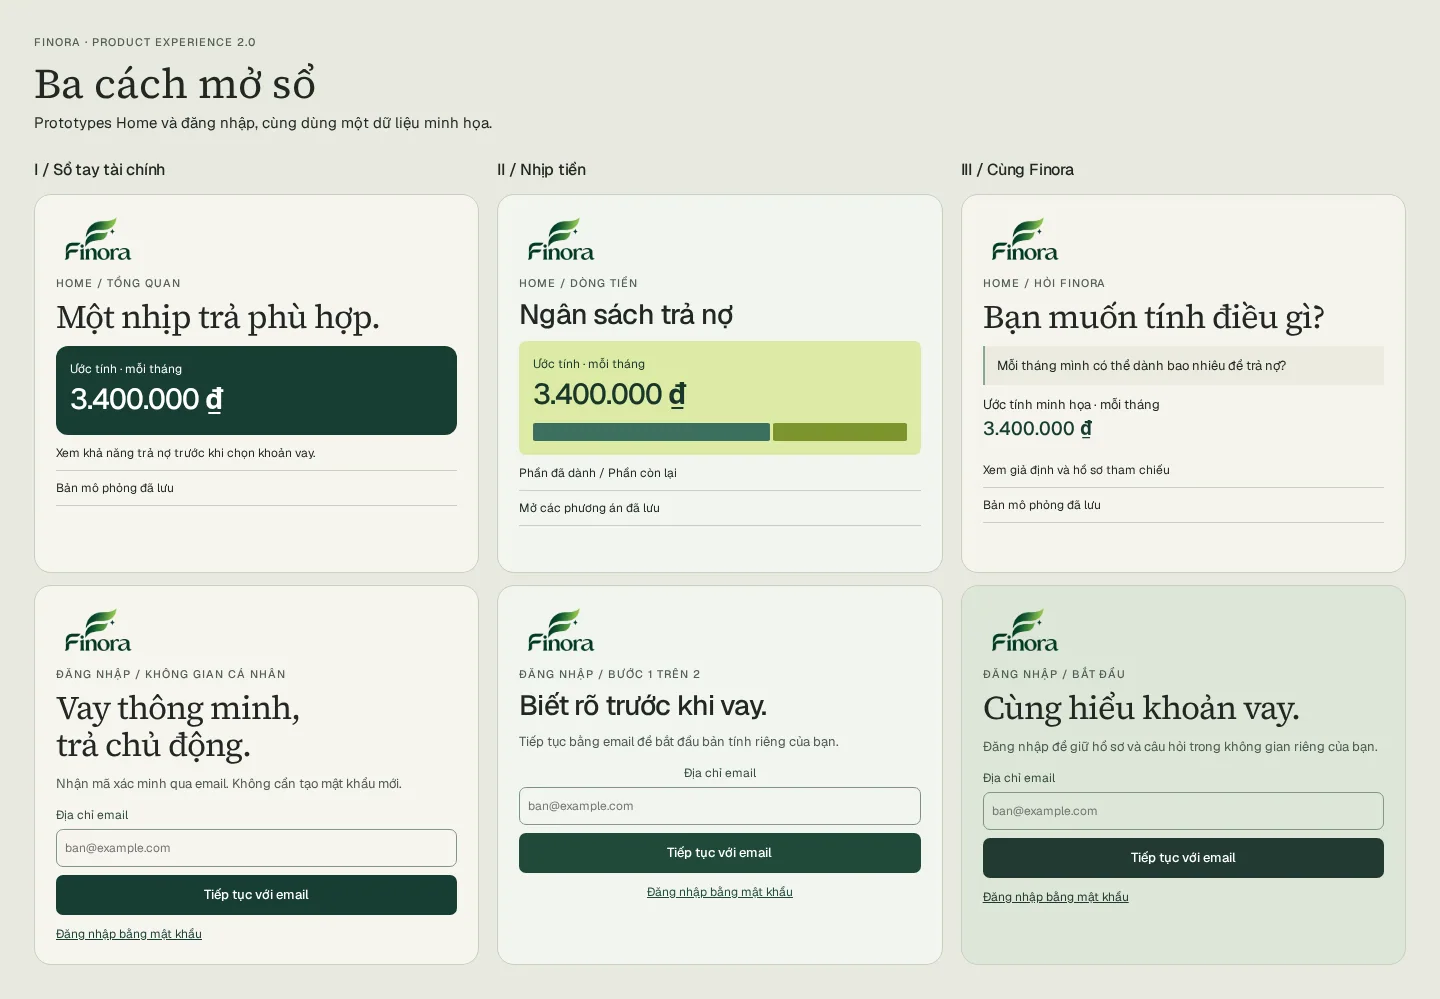 FINORA · PRODUCT EXPERIENCE 2.0
Ba cách mở sổ
Prototypes Home và đăng nhập, cùng dùng một dữ liệu minh họa.
I / Sổ tay tài chính
Finora
HOME / TỔNG QUAN
Một nhịp trả phù hợp.
Ước tính · mỗi tháng
3.400.000 ₫
Xem khả năng trả nợ trước khi chọn khoản vay.
Bản mô phỏng đã lưu
II / Nhịp tiền
Finora
HOME / DÒNG TIỀN
Ngân sách trả nợ
Ước tính · mỗi tháng
3.400.000 ₫
Phần đã dành / Phần còn lại
Mở các phương án đã lưu
III / Cùng Finora
Finora
HOME / HỎI FINORA
Bạn muốn tính điều gì?
Mỗi tháng mình có thể dành bao nhiêu để trả nợ?
Ước tính minh họa · mỗi tháng
3.400.000 ₫
Xem giả định và hồ sơ tham chiếu
Bản mô phỏng đã lưu
Finora
ĐĂNG NHẬP / KHÔNG GIAN CÁ NHÂN
Vay thông minh,
trả chủ động.
Nhận mã xác minh qua email. Không cần tạo mật khẩu mới.
Địa chỉ email
ban@example.com
Tiếp tục với email
Đăng nhập bằng mật khẩu
Finora
ĐĂNG NHẬP / BƯỚC 1 TRÊN 2
Biết rõ trước khi vay.
Tiếp tục bằng email để bắt đầu bản tính riêng của bạn.
Địa chỉ email
ban@example.com
Tiếp tục với email
Đăng nhập bằng mật khẩu
Finora
ĐĂNG NHẬP / BẮT ĐẦU
Cùng hiểu khoản vay.
Đăng nhập để giữ hồ sơ và câu hỏi trong không gian riêng của bạn.
Địa chỉ email
ban@example.com
Tiếp tục với email
Đăng nhập bằng mật khẩu